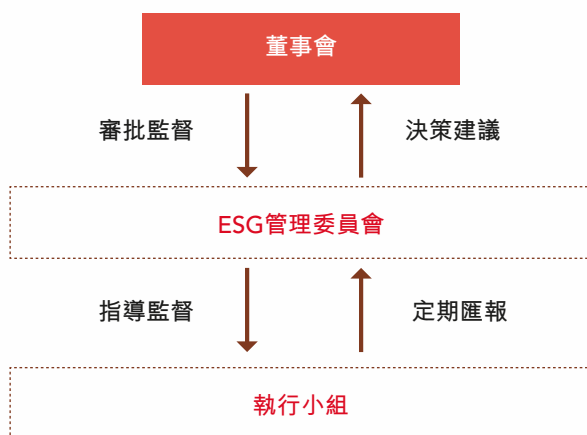 董事會
審批監督
決策建議
ESG管理委員會
指導監督
定期匯報
執行小組